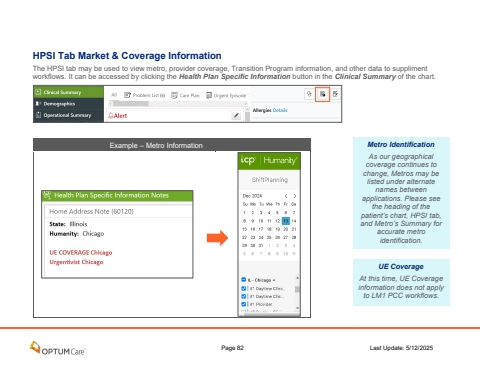 HPSI Tab Market & Coverage Information
The HPSI tab may be used to view metro, provider coverage, Transition Program information, and other data to suppliment
workflows. It can be accessed by clicking the Health Plan Specific Information button in the Clinical Summary of the chart.
Clinical Summary
All Problem List (6) Care Plan Urgent Episode
Demographics
Operational Summary
Alert
Allergies Details
Example – Metro Information
Health Plan Specific Information Notes
Home Address Note (60120)
State: Illinois
Humanity: Chicago
UE COVERAGE Chicago
Urgentivist Chicago
icp Humanity
ShiftPlanning
Dec 2024 < >
Su Mo Tu We Th Fr Sa
1 2 3 4 5 6 7
8 9 10 11 12 13 14
15 16 17 18 19 20 21
22 23 24 25 26 27 28
29 30 31 1 2 3 4
5 6 7 8 9 10 11
IL - Chicago
#1 Daytime Clinic...
#1 Daytime Clic...
#1 Provider
Metro Identification
As our geographical
coverage continues to
change, Metros may be
listed under alternate
names between
applications. Please see
the heading of the
patient's chart, HPSI tab,
and Metro's Summary for
accurate metro
identification.
UE Coverage
At this time, UE Coverage
information does not apply
to LM1 PCC workflows.
OPTUMCare
Page 82
Last Update: 5/12/2025